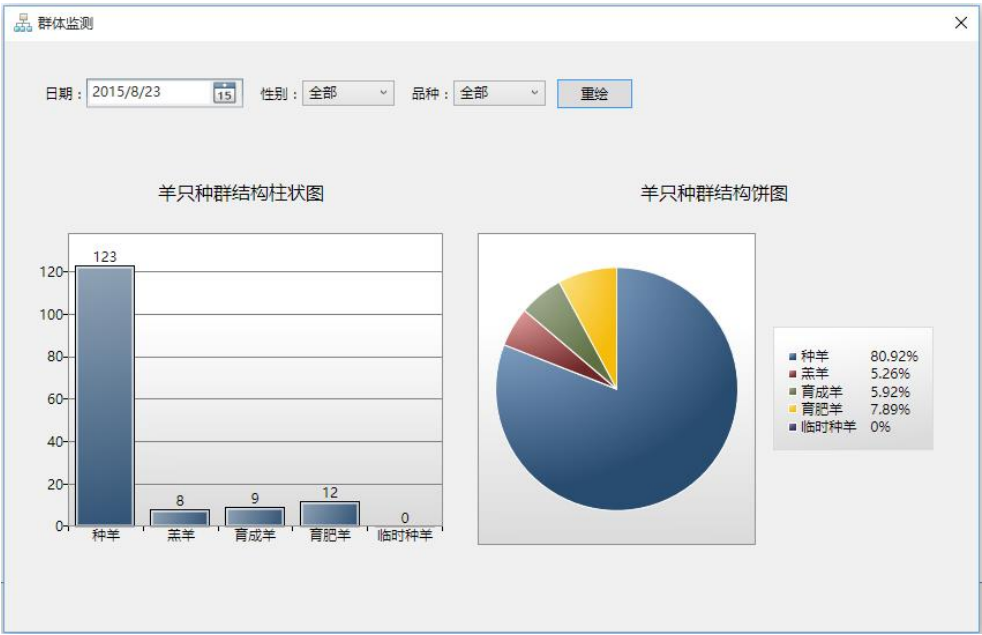 群体监测
日期：2015/8/23 15 性别：全部 品种：全部 重绘
羊只种群结构柱状图
123
120
100
80
60
40
20
0
8
9
12
0
种羊 羔羊 育成羊 育肥羊 临时种羊
羊只种群结构饼图
种羊 80.92%
羔羊 5.26%
育成羊 5.92%
育肥羊 7.89%
临时种羊 0%